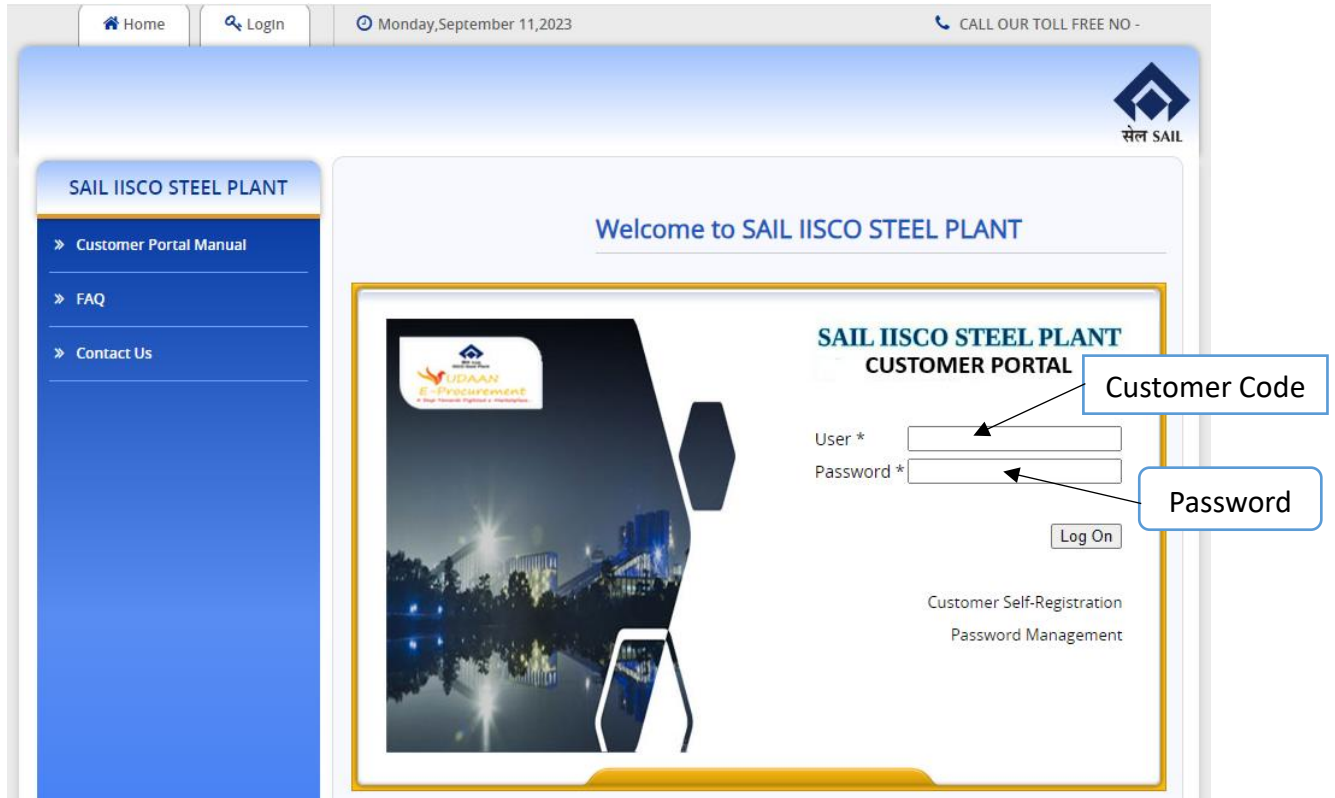 Home
Login
Monday,September 11,2023
CALL OUR TOLL FREE NO -
सेल SAIL
SAIL IISCO STEEL PLANT
Customer Portal Manual
FAQ
Contact Us
Welcome to SAIL IISCO STEEL PLANT
UDAAN
E-Procurement
SAIL IISCO STEEL PLANT
CUSTOMER PORTAL
Customer Code
User *
Password *
Password
Log On
Customer Self-Registration
Password Management